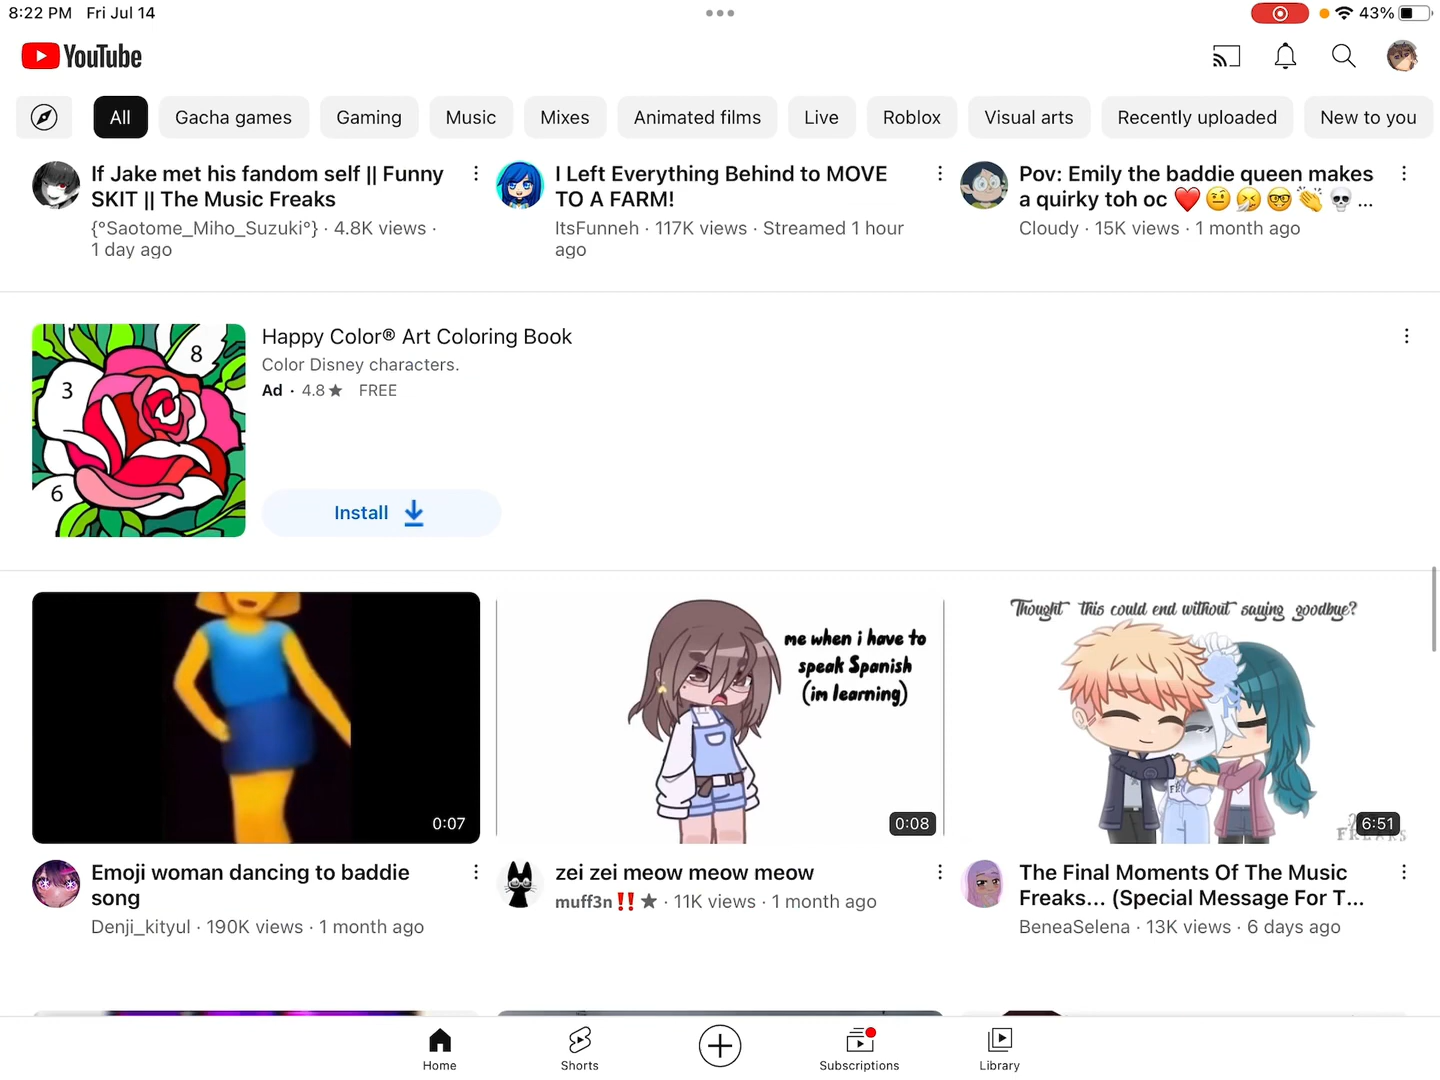 8:22 PM Fri Jul 14
43%
YouTube
All
Gacha games
Gaming
Music
Mixes
Animated films
Live
Roblox
Visual arts
Recently uploaded
New to you
If Jake met his fandom self || Funny
SKIT || The Music Freaks
{°Saotome_Miho_Suzuki°} · 4.8K views ·
1 day ago
I Left Everything Behind to MOVE
TO A FARM!
ItsFunneh · 117K views · Streamed 1 hour
ago
Pov: Emily the baddie queen makes
a quirky toh oc ❤️🤨🤧🤓👏💀...
Cloudy · 15K views · 1 month ago
8
3
6
Happy Color® Art Coloring Book
Color Disney characters.
Ad · 4.8★ FREE
Install
0:07
me when i have to
speak Spanish
(im learning)
0:08
Thought this could end without saying goodbye?
6:51
Emoji woman dancing to baddie
song
Denji_kityul · 190K views · 1 month ago
zei zei meow meow meow
muff3n‼️★ · 11K views · 1 month ago
The Final Moments Of The Music
Freaks... (Special Message For T...
BeneaSelena · 13K views · 6 days ago
Home
Shorts
Subscriptions
Library